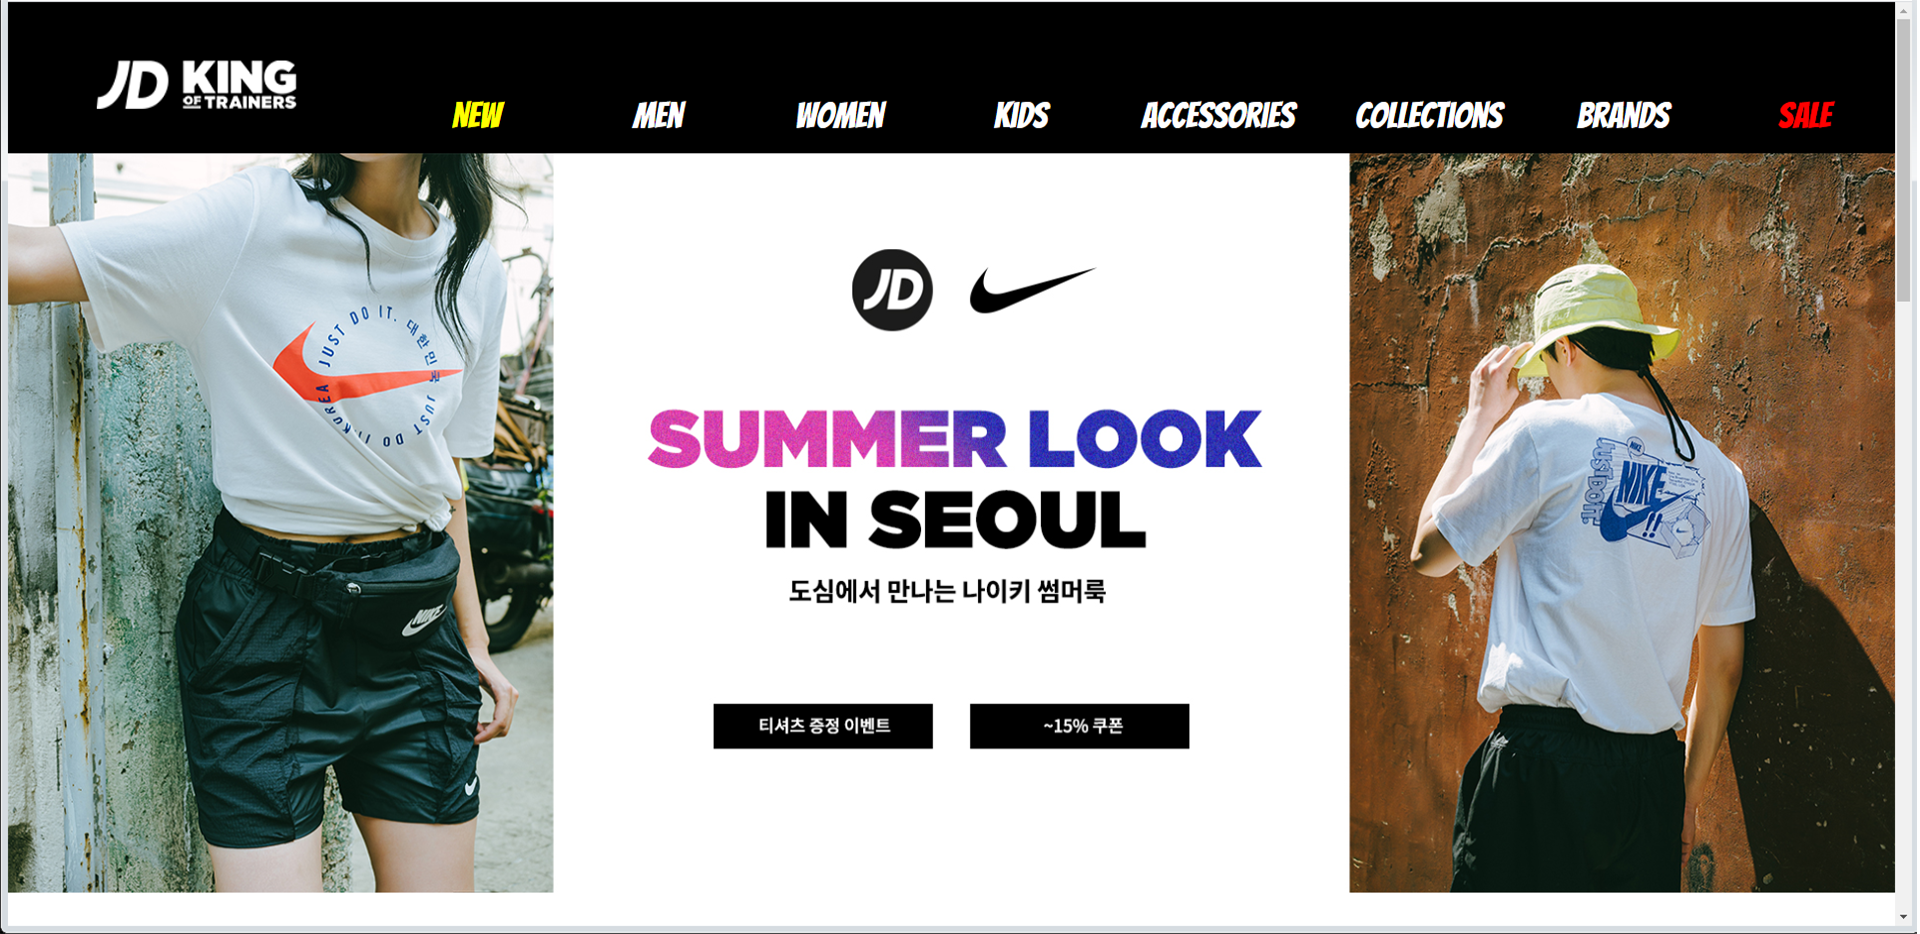 JD KING
OF TRAINERS
NEW
MEN
WOMEN
KIDS
ACCESSORIES
COLLECTIONS
BRANDS
SALE
JUST DO IT. 대한민국 JUST DO IT KOREA
NIKE
JD
SUMMER LOOK
IN SEOUL
도심에서 만나는 나이키 썸머룩
티셔츠 증정 이벤트
~15% 쿠폰
NIKE
JUST DO IT
NIKE
!!